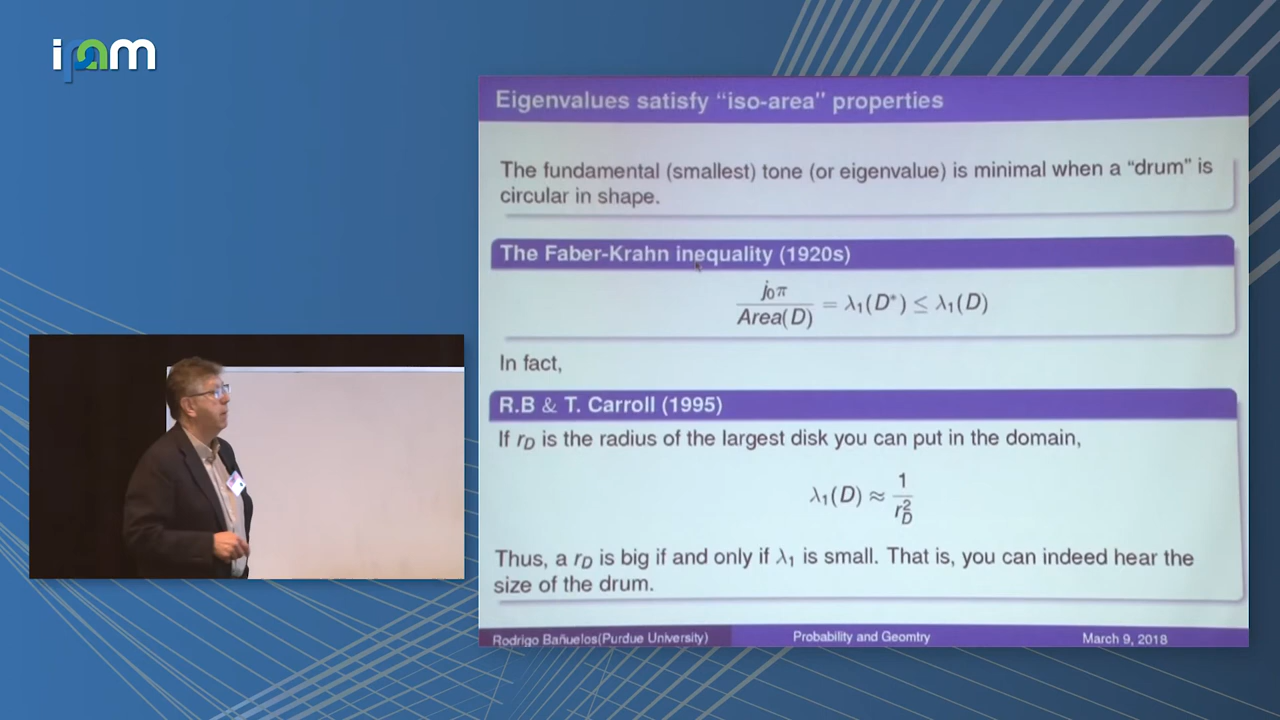 ipam
Eigenvalues satisfy “iso-area” properties
The fundamental (smallest) tone (or eigenvalue) is minimal when a “drum” is
circular in shape.
The Faber-Krahn inequality (1920s)
j₀π / Area(D) = λ₁(D*) ≤ λ₁(D)
In fact,
R.B & T. Carroll (1995)
If r_D is the radius of the largest disk you can put in the domain,
λ₁(D) ≈ 1 / r_D²
Thus, a r_D is big if and only if λ₁ is small. That is, you can indeed hear the
size of the drum.
Rodrigo Bañuelos(Purdue University) Probability and Geomtry March 9, 2018